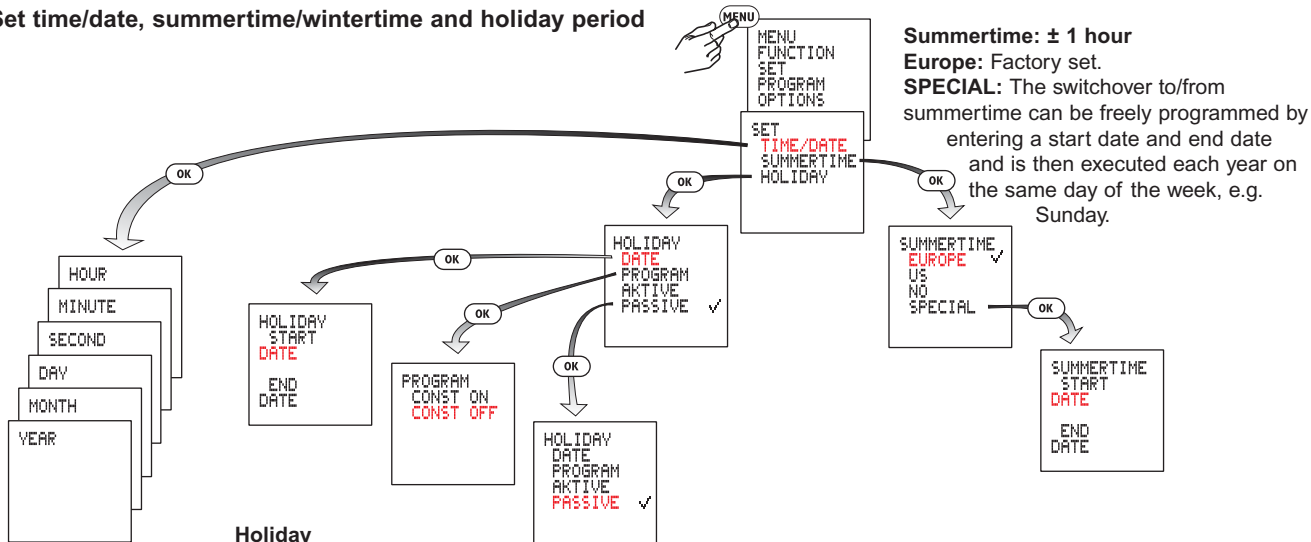 Set time/date, summertime/wintertime and holiday period
MENU
MENU
FUNCTION
SET
PROGRAM
OPTIONS
Summertime: ± 1 hour
Europe: Factory set.
SPECIAL: The switchover to/from
summertime can be freely programmed by
entering a start date and end date
and is then executed each year on
the same day of the week, e.g.
Sunday.
SET
TIME/DATE
SUMMERTIME
HOLIDAY
OK
OK
OK
HOUR
MINUTE
SECOND
DAY
MONTH
YEAR
HOLIDAY
DATE
PROGRAM
AKTIVE
PASSIVE ✓
OK
OK
OK
HOLIDAY
START
DATE
END
DATE
PROGRAM
CONST ON
CONST OFF
HOLIDAY
DATE
PROGRAM
AKTIVE
PASSIVE ✓
SUMMERTIME
EUROPE ✓
US
NO
SPECIAL
OK
SUMMERTIME
START
DATE
END
DATE
Holiday